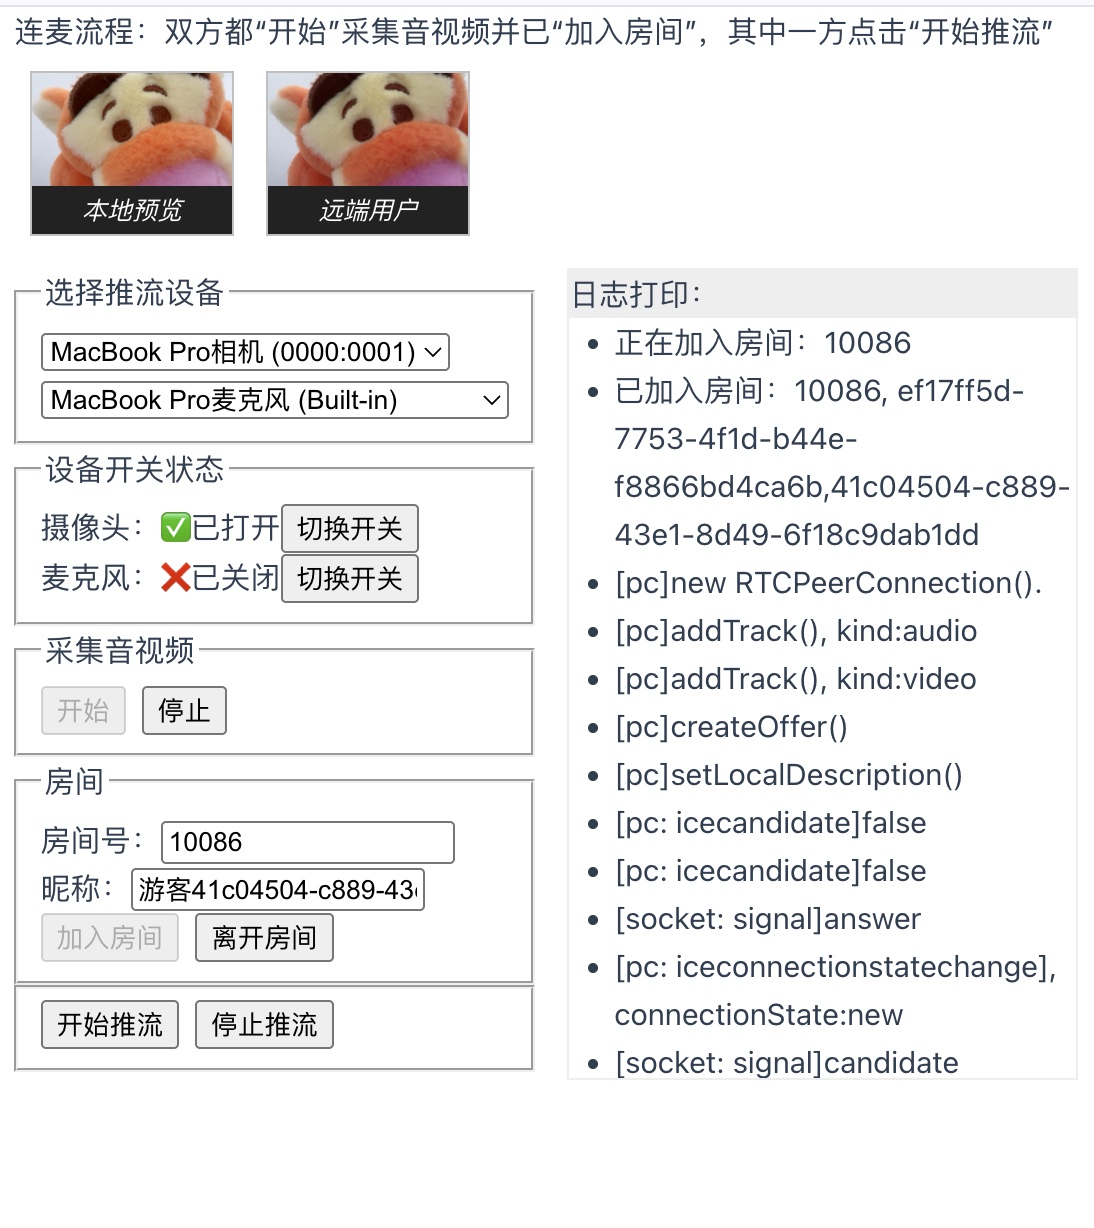 连麦流程：双方都“开始”采集音视频并已“加入房间”，其中一方点击“开始推流”
本地预览
远端用户
选择推流设备
MacBook Pro相机 (0000:0001)
MacBook Pro麦克风 (Built-in)
设备开关状态
摄像头：✅已打开 切换开关
麦克风：❌已关闭 切换开关
采集音视频
开始 停止
房间
房间号：10086
昵称：游客41c04504-c889-43
加入房间 离开房间
开始推流 停止推流
日志打印：
正在加入房间：10086
已加入房间：10086, ef17ff5d-
7753-4f1d-b44e-
f8866bd4ca6b,41c04504-c889-
43e1-8d49-6f18c9dab1dd
[pc]new RTCPeerConnection().
[pc]addTrack(), kind:audio
[pc]addTrack(), kind:video
[pc]createOffer()
[pc]setLocalDescription()
[pc: icecandidate]false
[pc: icecandidate]false
[socket: signal]answer
[pc: iceconnectionstatechange],
connectionState:new
[socket: signal]candidate